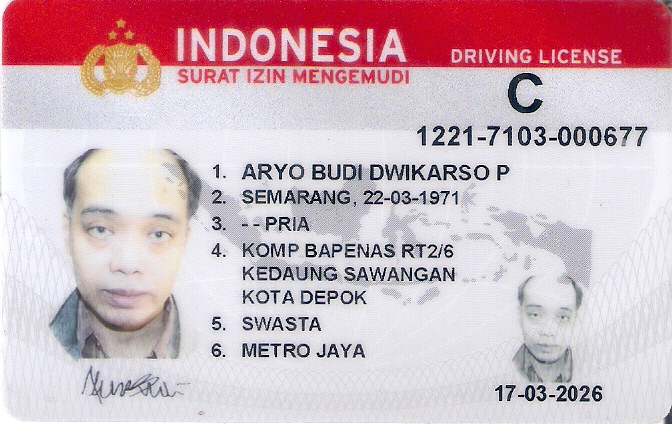 INDONESIA
SURAT IZIN MENGEMUDI
DRIVING LICENSE
C
1221-7103-000677
1. ARYO BUDI DWIKARSO P
2. SEMARANG, 22-03-1971
3. - - PRIA
4. KOMP BAPENAS RT2/6
KEDAUNG SAWANGAN
KOTA DEPOK
5. SWASTA
6. METRO JAYA
17-03-2026